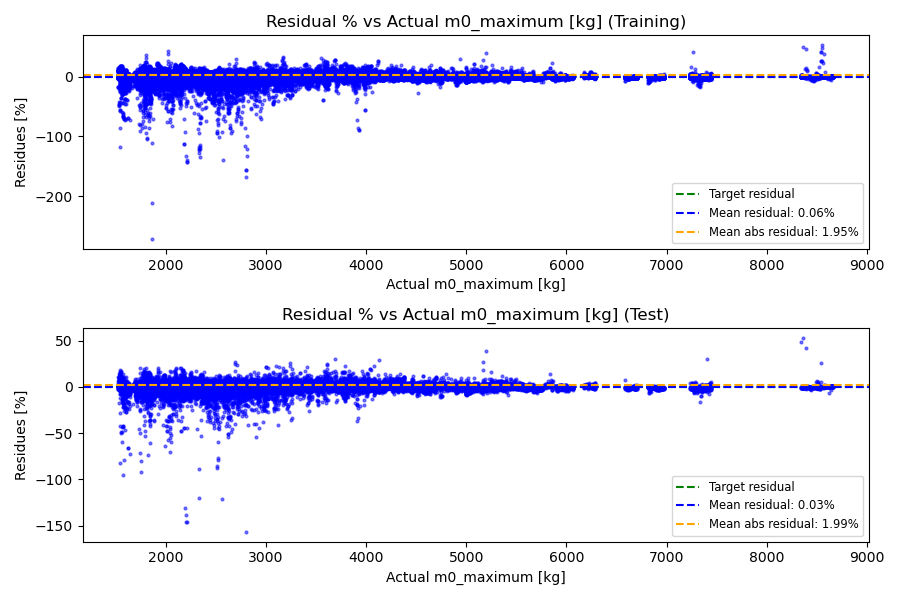 Residual % vs Actual m0_maximum [kg] (Training)
Residues [%]
0
−100
−200
Target residual
Mean residual: 0.06%
Mean abs residual: 1.95%
2000 3000 4000 5000 6000 7000 8000 9000
Actual m0_maximum [kg]
Residual % vs Actual m0_maximum [kg] (Test)
Residues [%]
50
0
−50
−100
−150
Target residual
Mean residual: 0.03%
Mean abs residual: 1.99%
2000 3000 4000 5000 6000 7000 8000 9000
Actual m0_maximum [kg]